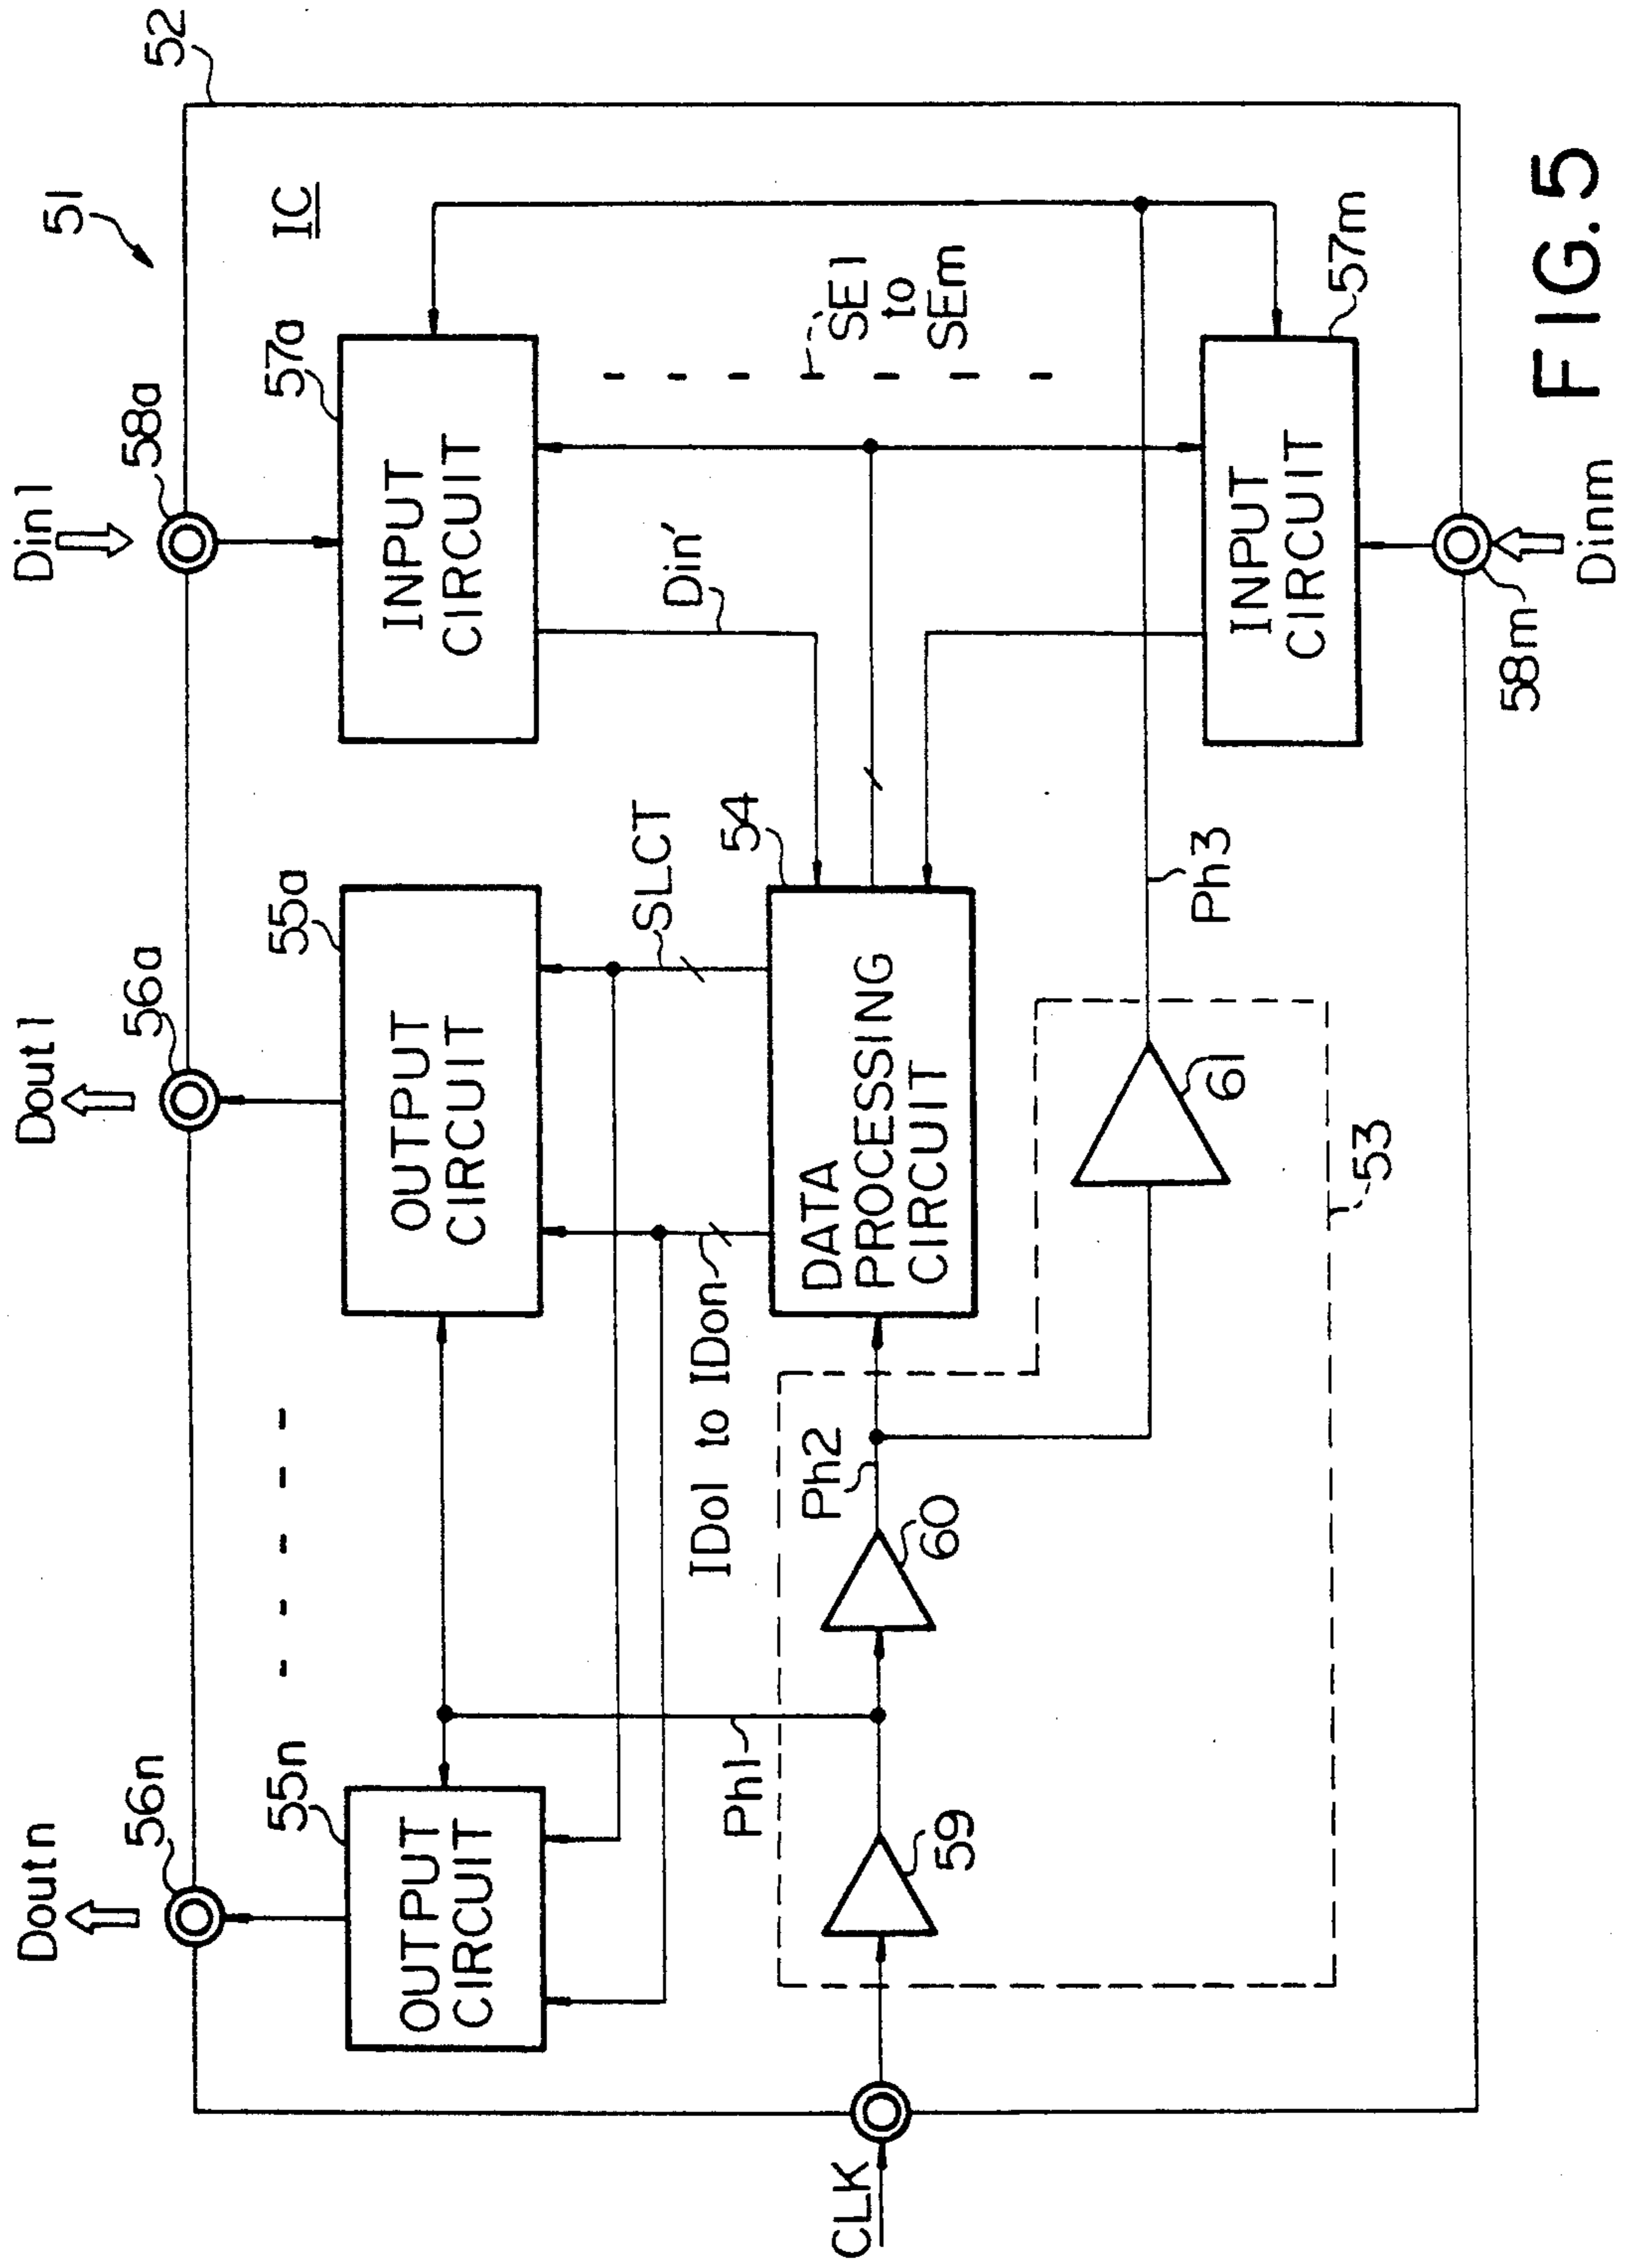 51
52
Doutn
Dout1
Din1
56n
56a
58a
IC
55n
55a
57a
OUTPUT
CIRCUIT
OUTPUT
CIRCUIT
INPUT
CIRCUIT
SLCT
Din'
IDo1 to IDon
54
Ph1
Ph2
DATA
PROCESSING
CIRCUIT
SE1
to
SEm
CLK
59
60
61
Ph3
53
INPUT
CIRCUIT
57m
58m
Dinm
FIG.5